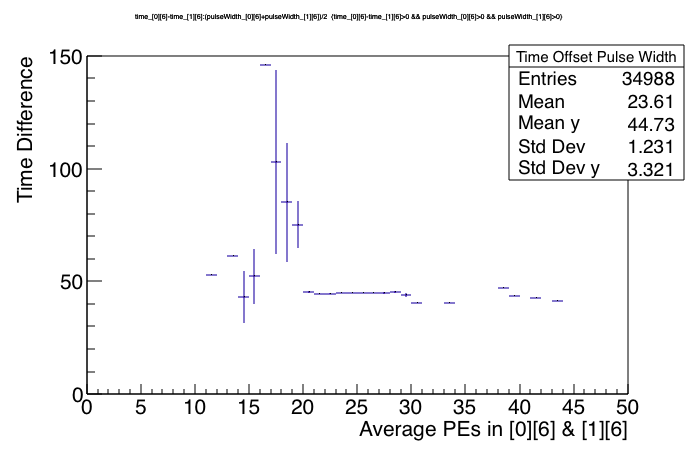 time_[0][6]-time_[1][6]:(pulseWidth_[0][6]+pulseWidth_[1][6])/2 {time_[0][6]-time_[1][6]>0 && pulseWidth_[0][6]>0 && pulseWidth_[1][6]>0}
Time Offset Pulse Width
Entries 34988
Mean 23.61
Mean y 44.73
Std Dev 1.231
Std Dev y 3.321
Time Difference
150
100
50
0
0 5 10 15 20 25 30 35 40 45 50
Average PEs in [0][6] & [1][6]